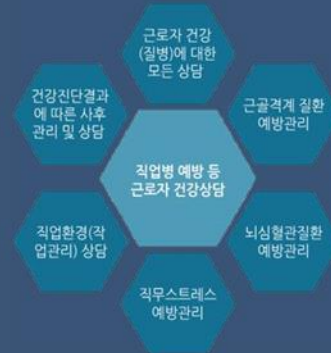 근로자 건강
(질병)에 대한
모든 상담
건강진단결과
에 따른 사후
관리 및 상담
근골격계 질환
예방관리
직업병 예방 등
근로자 건강상담
직업환경(작
업관리) 상담
뇌심혈관질환
예방관리
직무스트레스
예방관리